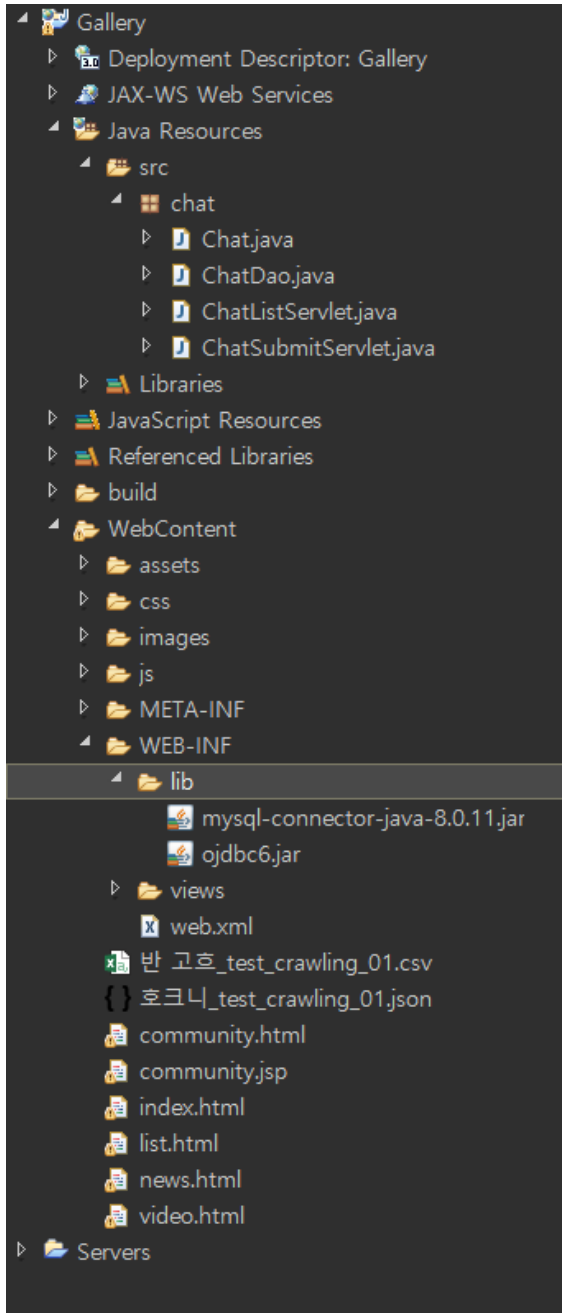 Gallery
Deployment Descriptor: Gallery
JAX-WS Web Services
Java Resources
src
chat
Chat.java
ChatDao.java
ChatListServlet.java
ChatSubmitServlet.java
Libraries
JavaScript Resources
Referenced Libraries
build
WebContent
assets
css
images
js
META-INF
WEB-INF
lib
mysql-connector-java-8.0.11.jar
ojdbc6.jar
views
web.xml
반 고흐_test_crawling_01.csv
호크니_test_crawling_01.json
community.html
community.jsp
index.html
list.html
news.html
video.html
Servers